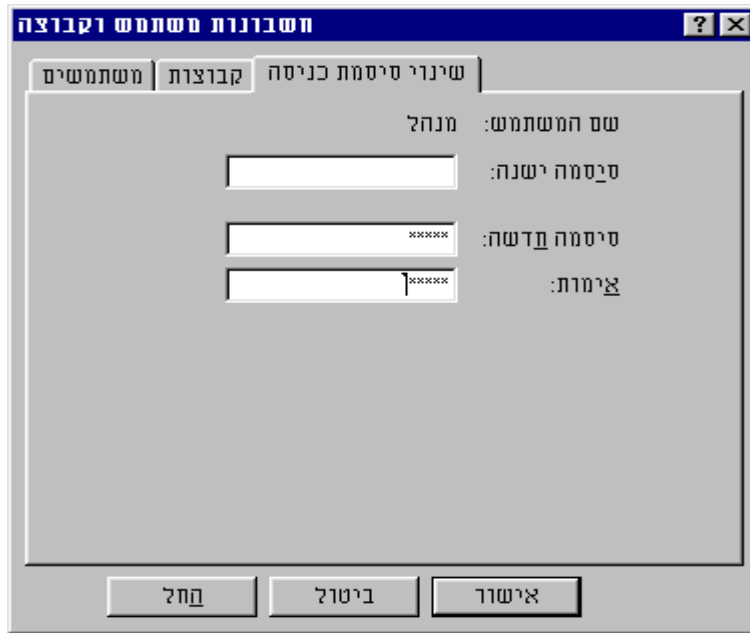 חשבונות משתמש וקבוצה
משתמשים קבוצות שינוי סיסמת כניסה
שם המשתמש: מנהל
סיסמה ישנה:
סיסמה חדשה: *****
אימות: *****
אישור ביטול החל